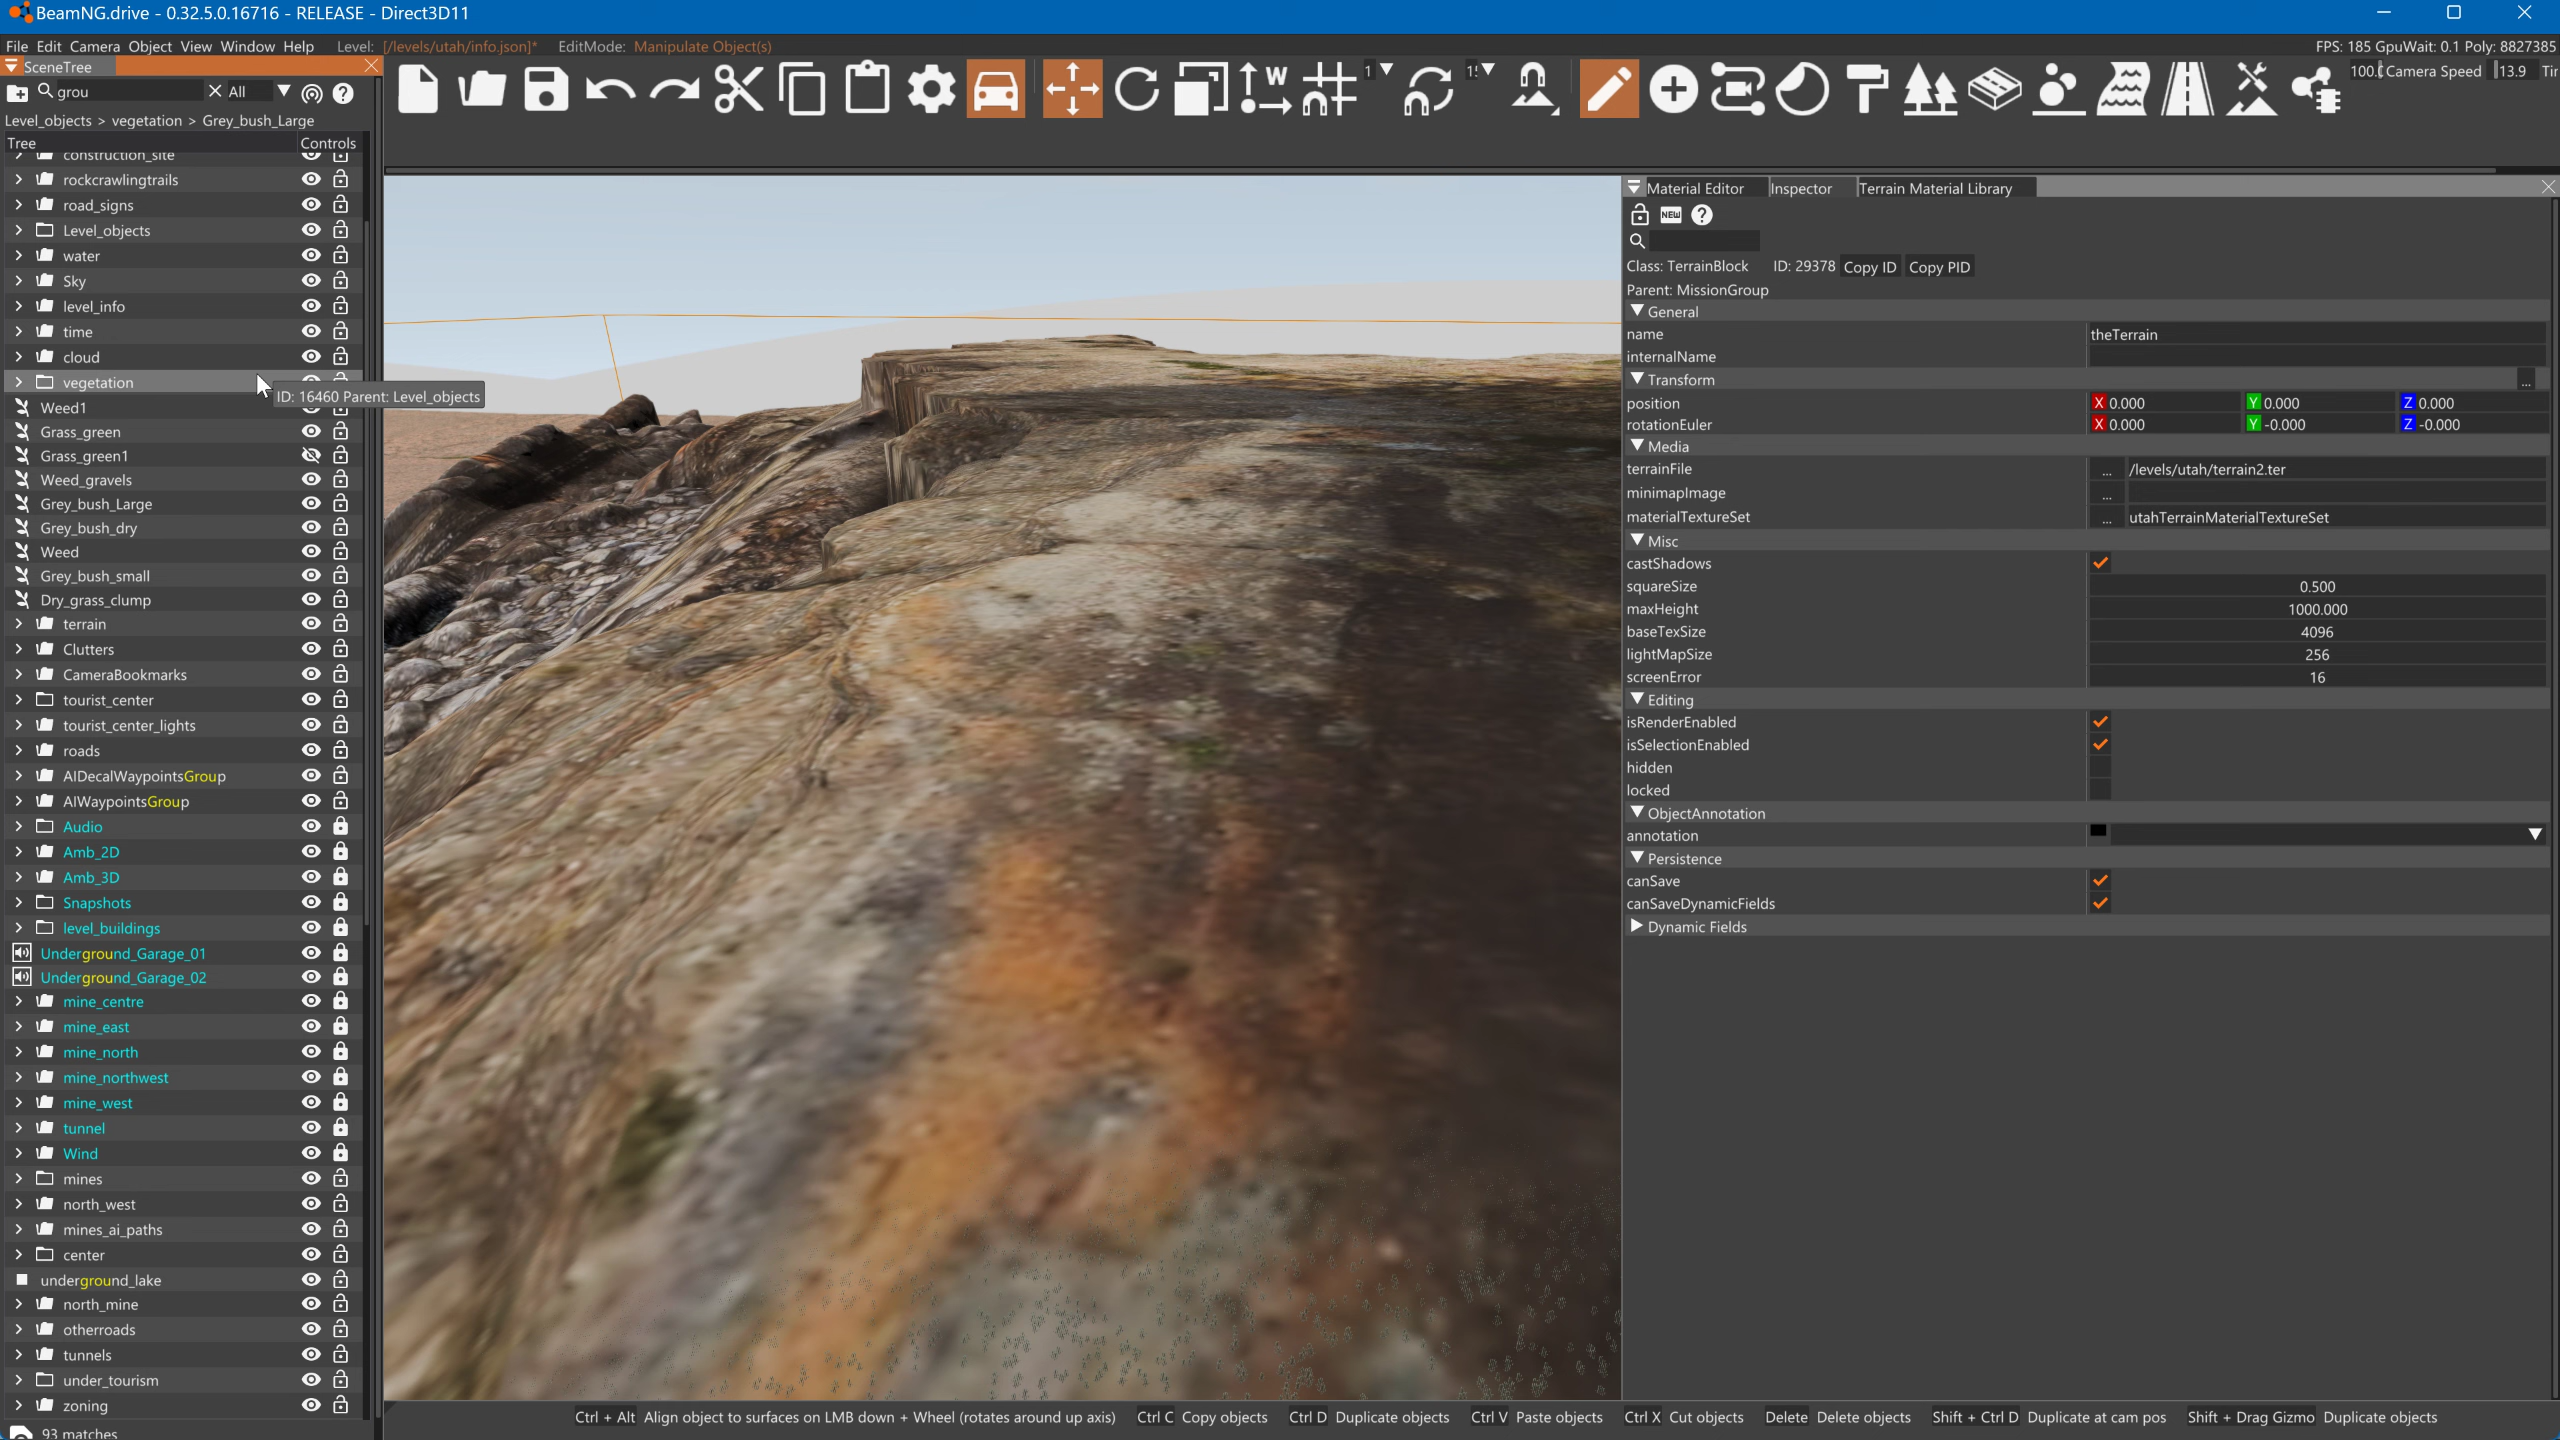 BeamNG.drive - 0.32.5.0.16716 - RELEASE - Direct3D11
File Edit Camera Object View Window Help Level: [/levels/utah/info.json]* EditMode: Manipulate Object(s) FPS: 185 GpuWait: 0.1 Poly: 8827385
SceneTree
grou All
1
W
Camera Speed 13.9
Level_objects > vegetation > Grey_bush_Large
Tree Controls
construction_site
rockcrawlingtrails
road_signs
Level_objects
water
Sky
level_info
time
cloud
vegetation
ID: 16460 Parent: Level_objects
Weed1
Grass_green
Grass_green1
Weed_gravels
Grey_bush_Large
Grey_bush_dry
Weed
Grey_bush_small
Dry_grass_clump
terrain
Clutters
CameraBookmarks
tourist_center
tourist_center_lights
roads
AIDecalWaypointsGroup
AIWaypointsGroup
Audio
Amb_2D
Amb_3D
Snapshots
level_buildings
Underground_Garage_01
Underground_Garage_02
mine_centre
mine_east
mine_north
mine_northwest
mine_west
tunnel
Wind
mines
north_west
mines_ai_paths
center
underground_lake
north_mine
otherroads
tunnels
under_tourism
zoning
93 matches
Material Editor Inspector Terrain Material Library
NEW
Class: TerrainBlock ID: 29378 Copy ID Copy PID
Parent: MissionGroup
General
name theTerrain
internalName
Transform ...
position X 0.000 Y 0.000 Z 0.000
rotationEuler X 0.000 Y -0.000 Z -0.000
Media
terrainFile ... /levels/utah/terrain2.ter
minimapImage ...
materialTextureSet ... utahTerrainMaterialTextureSet
Misc
castShadows
squareSize 0.500
maxHeight 1000.000
baseTexSize 4096
lightMapSize 256
screenError 16
Editing
isRenderEnabled
isSelectionEnabled
hidden
locked
ObjectAnnotation
annotation
Persistence
canSave
canSaveDynamicFields
Dynamic Fields
Ctrl + Alt Align object to surfaces on LMB down + Wheel (rotates around up axis) Ctrl C Copy objects Ctrl D Duplicate objects Ctrl V Paste objects Ctrl X Cut objects Delete Delete objects Shift + Ctrl D Duplicate at cam pos Shift + Drag Gizmo Duplicate objects